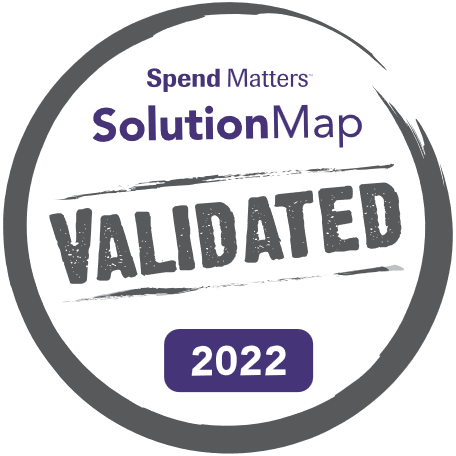 Spend Matters™
SolutionMap
VALIDATED
2022